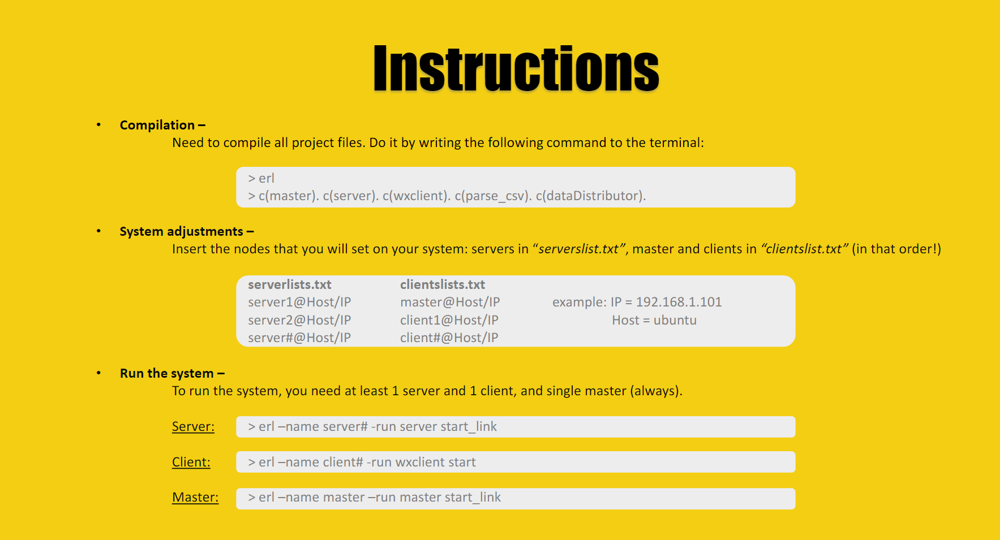 Instructions
• Compilation –
Need to compile all project files. Do it by writing the following command to the terminal:
> erl
> c(master). c(server). c(wxclient). c(parse_csv). c(dataDistributor).
• System adjustments –
Insert the nodes that you will set on your system: servers in “serverslist.txt”, master and clients in “clientslist.txt” (in that order!)
serverlists.txt clientslists.txt
server1@Host/IP master@Host/IP example: IP = 192.168.1.101
server2@Host/IP client1@Host/IP Host = ubuntu
server#@Host/IP client#@Host/IP
• Run the system –
To run the system, you need at least 1 server and 1 client, and single master (always).
Server: > erl –name server# -run server start_link
Client: > erl –name client# -run wxclient start
Master: > erl –name master –run master start_link